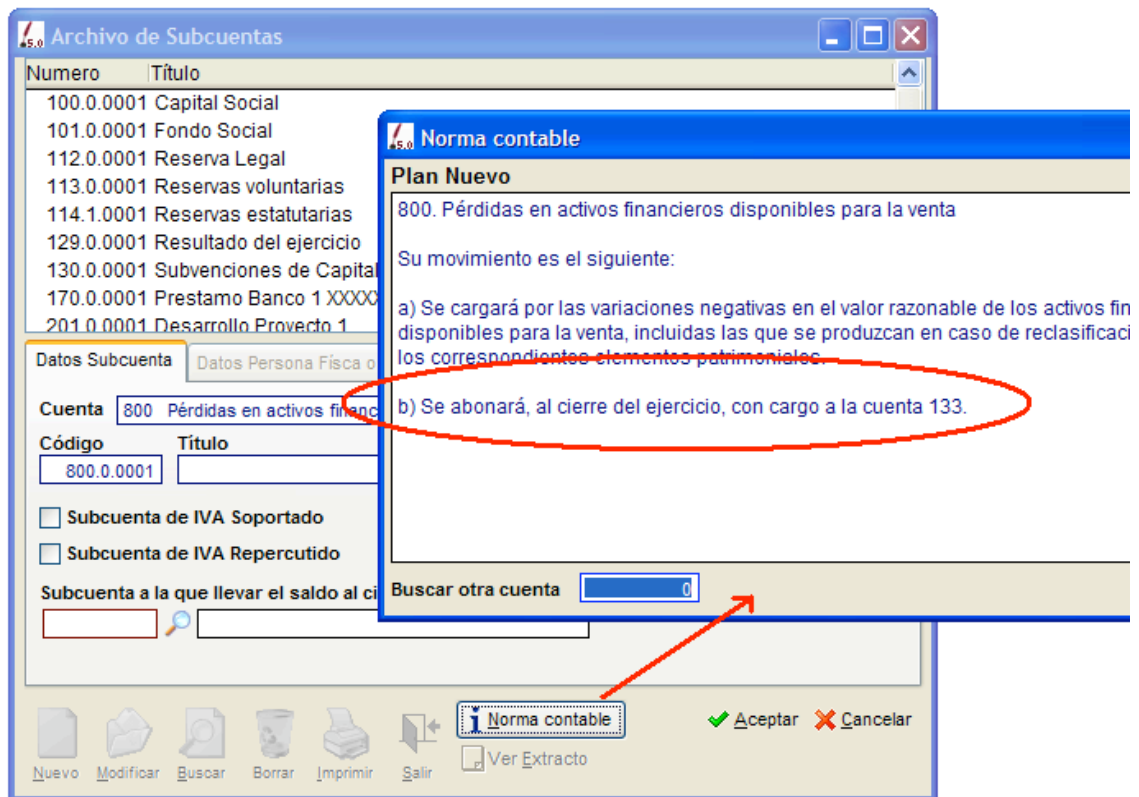 Archivo de Subcuentas
Numero Título
100.0.0001 Capital Social
101.0.0001 Fondo Social
112.0.0001 Reserva Legal
113.0.0001 Reservas voluntarias
114.1.0001 Reservas estatutarias
129.0.0001 Resultado del ejercicio
130.0.0001 Subvenciones de Capital
170.0.0001 Prestamo Banco 1 XXXX
201.0.0001 Desarrollo Proyecto 1
Datos Subcuenta
Datos Persona Físca o
Cuenta 800 Pérdidas en activos financ
Código Título
800.0.0001
Subcuenta de IVA Soportado
Subcuenta de IVA Repercutido
Subcuenta a la que llevar el saldo al ci
Norma contable
Plan Nuevo
800. Pérdidas en activos financieros disponibles para la venta
Su movimiento es el siguiente:
a) Se cargará por las variaciones negativas en el valor razonable de los activos fin
disponibles para la venta, incluidas las que se produzcan en caso de reclasificaci
los correspondientes elementos patrimoniales.
b) Se abonará, al cierre del ejercicio, con cargo a la cuenta 133.
Buscar otra cuenta 0
Nuevo Modificar Buscar Borrar Imprimir Salir
Norma contable
Ver Extracto
Aceptar Cancelar